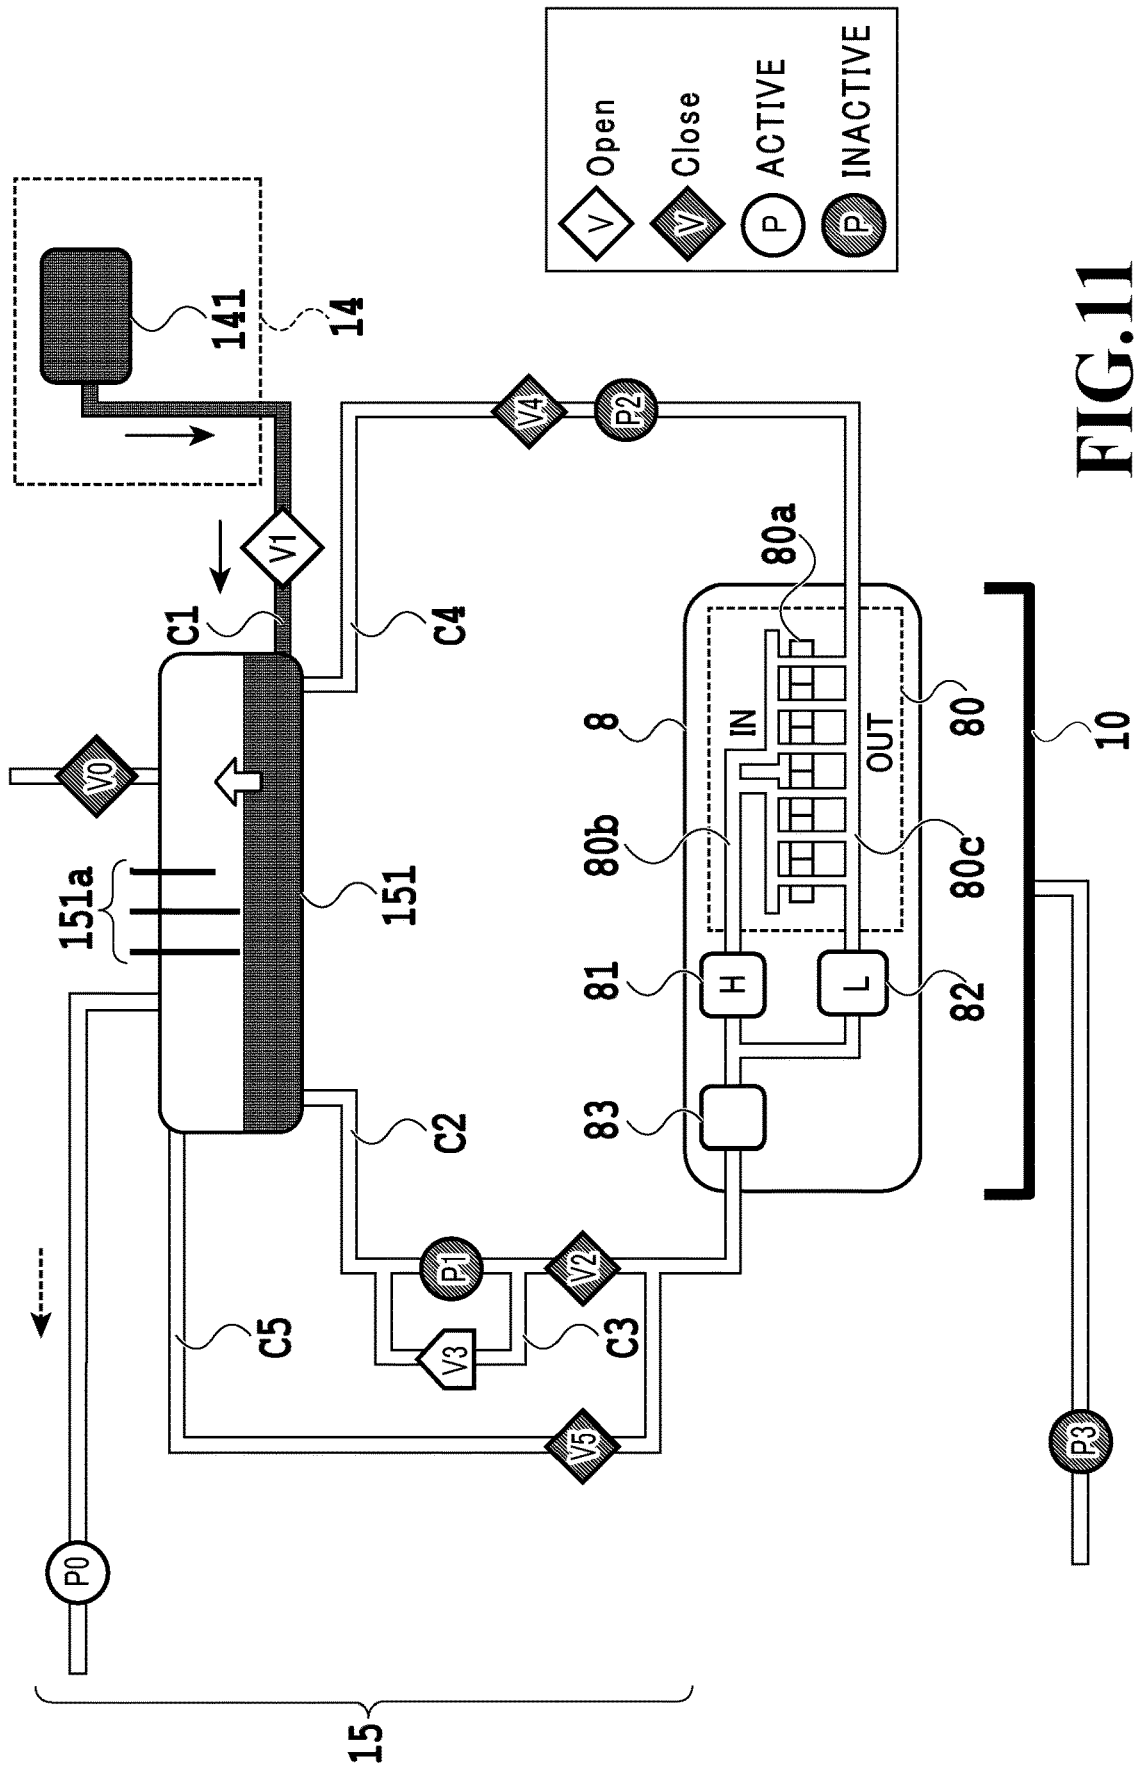 15
P0
C5
V5
V3
C3
P1
V2
C2
151a
V0
151
C1
V1
141
14
C4
V4
P2
83
81
H
82
L
80b
8
IN
OUT
80a
80c
80
10
P3
V Open
V Close
P ACTIVE
P INACTIVE
FIG.11